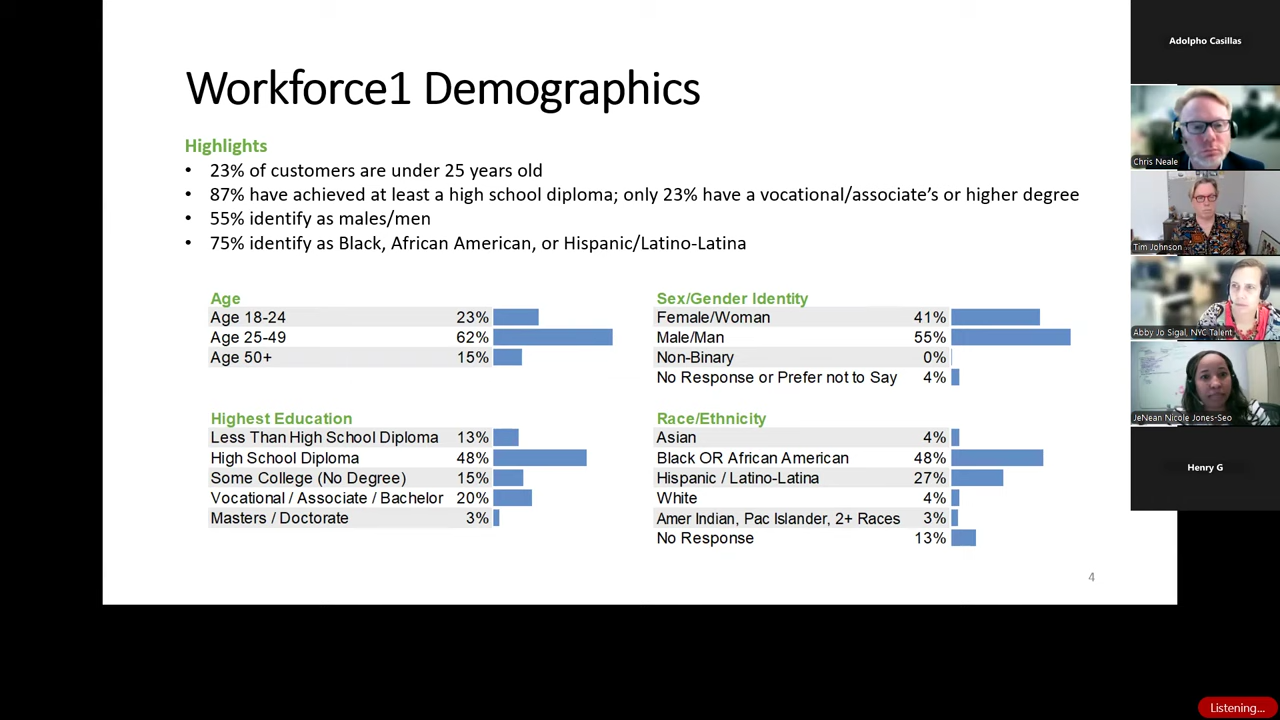 Workforce1 Demographics
Highlights
• 23% of customers are under 25 years old
• 87% have achieved at least a high school diploma; only 23% have a vocational/associate’s or higher degree
• 55% identify as males/men
• 75% identify as Black, African American, or Hispanic/Latino-Latina
Age
Age 18-24 23%
Age 25-49 62%
Age 50+ 15%
Sex/Gender Identity
Female/Woman 41%
Male/Man 55%
Non-Binary 0%
No Response or Prefer not to Say 4%
Highest Education
Less Than High School Diploma 13%
High School Diploma 48%
Some College (No Degree) 15%
Vocational / Associate / Bachelor 20%
Masters / Doctorate 3%
Race/Ethnicity
Asian 4%
Black OR African American 48%
Hispanic / Latino-Latina 27%
White 4%
Amer Indian, Pac Islander, 2+ Races 3%
No Response 13%
4
Adolpho Casillas
Chris Neale
Tim Johnson
Abby Jo Sigal, NYC Talent
JeNean Nicole Jones-Seo
Henry G
Listening...